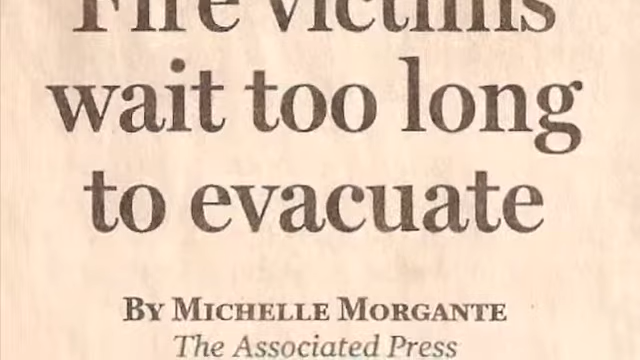 Fire victims
wait too long
to evacuate
BY MICHELLE MORGANTE
The Associated Press